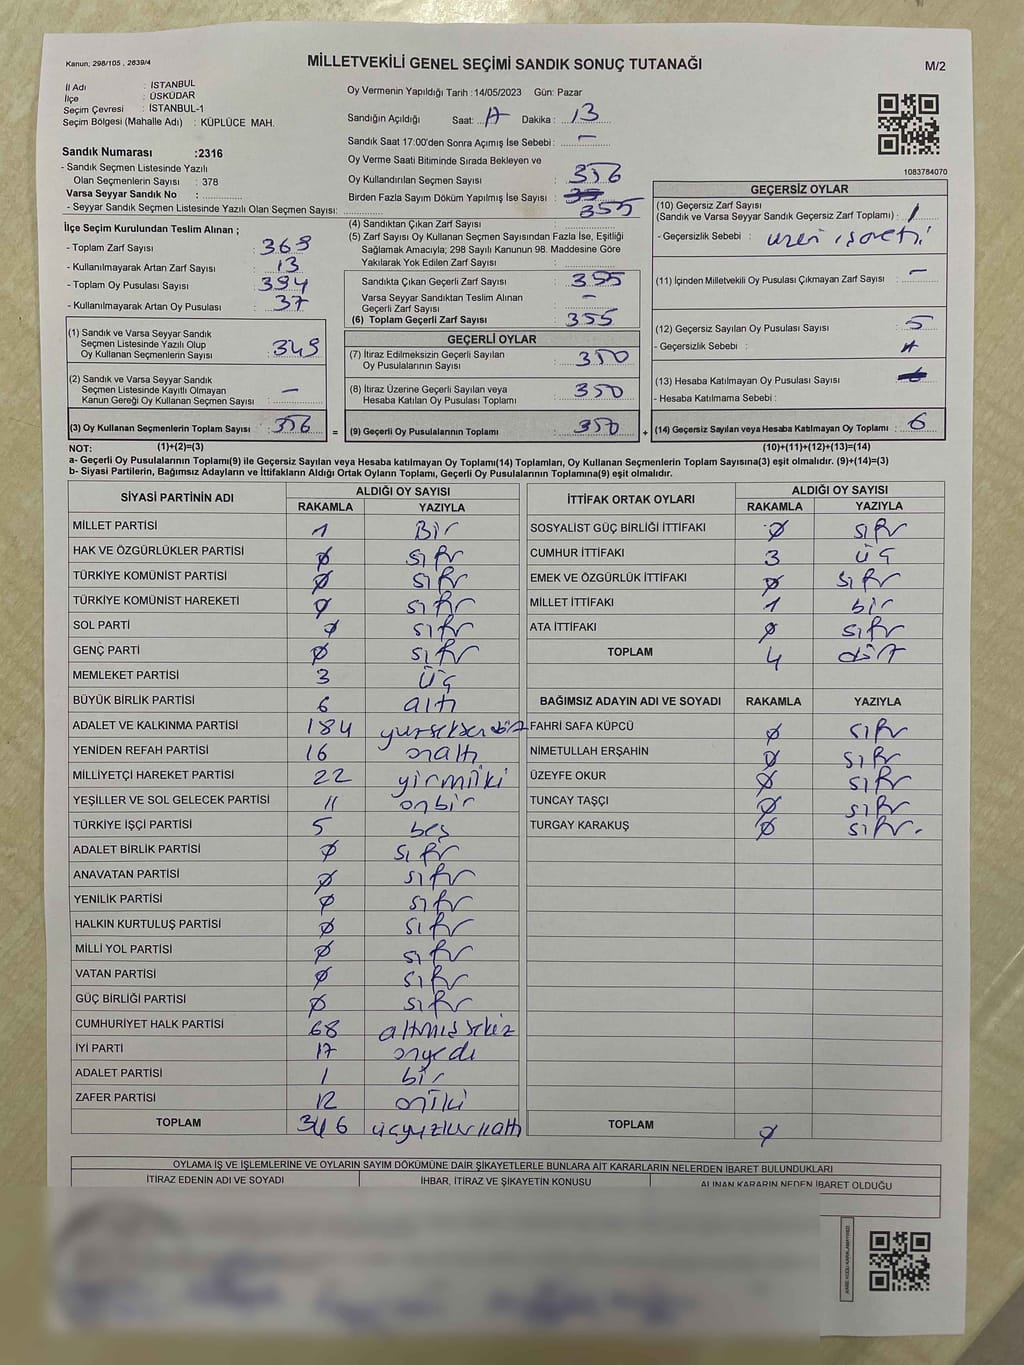 Kanun, 298/105 , 2839/4
MİLLETVEKİLİ GENEL SEÇİMİ SANDIK SONUÇ TUTANAĞI
M/2
İl Adı : İSTANBUL
İlçe : ÜSKÜDAR
Seçim Çevresi : İSTANBUL-1
Seçim Bölgesi (Mahalle Adı) : KÜPLÜCE MAH.
Sandık Numarası :2316
- Sandık Seçmen Listesinde Yazılı
Olan Seçmenlerin Sayısı : 378
Varsa Seyyar Sandık No :
- Seyyar Sandık Seçmen Listesinde Yazılı Olan Seçmen Sayısı:
Oy Vermenin Yapıldığı Tarih :14/05/2023 Gün: Pazar
Sandığın Açıldığı Saat: Dakika : 13
Sandık Saat 17:00'den Sonra Açımış İse Sebebi : –
Oy Verme Saati Bitiminde Sırada Bekleyen ve
Oy Kullandırılan Seçmen Sayısı : 356
Birden Fazla Sayım Döküm Yapılmış İse Sayısı :
355
(4) Sandıktan Çıkan Zarf Sayısı :
(5) Zarf Sayısı Oy Kullanan Seçmen Sayısından Fazla İse, Eşitliği
Sağlamak Amacıyla; 298 Sayılı Kanunun 98. Maddesine Göre
Yakılarak Yok Edilen Zarf Sayısı :
1083784070
İlçe Seçim Kurulundan Teslim Alınan ;
- Toplam Zarf Sayısı : 369
- Kullanılmayarak Artan Zarf Sayısı : 13
- Toplam Oy Pusulası Sayısı : 394
- Kullanılmayarak Artan Oy Pusulası : 37
Sandıkta Çıkan Geçerli Zarf Sayısı : 355
Varsa Seyyar Sandıktan Teslim Alınan
Geçerli Zarf Sayısı : –
(6) Toplam Geçerli Zarf Sayısı : 355
GEÇERSİZ OYLAR
(10) Geçersiz Zarf Sayısı
(Sandık ve Varsa Seyyar Sandık Geçersiz Zarf Toplamı) : 1
- Geçersizlik Sebebi : üzeri işaretli
(11) İçinden Milletvekili Oy Pusulası Çıkmayan Zarf Sayısı : –
(12) Geçersiz Sayılan Oy Pusulası Sayısı : 5
- Geçersizlik Sebebi :
(13) Hesaba Katılmayan Oy Pusulası Sayısı :
- Hesaba Katılmama Sebebi :
(14) Geçersiz Sayılan veya Hesaba Katılmayan Oy Toplamı : 6
(10)+(11)+(12)+(13)=(14)
(1) Sandık ve Varsa Seyyar Sandık
Seçmen Listesinde Yazılı Olup
Oy Kullanan Seçmenlerin Sayısı : 349
(2) Sandık ve Varsa Seyyar Sandık
Seçmen Listesinde Kayıtlı Olmayan
Kanun Gereği Oy Kullanan Seçmen Sayısı : –
(3) Oy Kullanan Seçmenlerin Toplam Sayısı : 356 =
GEÇERLİ OYLAR
(7) İtiraz Edilmeksizin Geçerli Sayılan
Oy Pusulalarının Sayısı : 350
(8) İtiraz Üzerine Geçerli Sayılan veya
Hesaba Katılan Oy Pusulası Toplamı : 350
(9) Geçerli Oy Pusulalarının Toplamı : 350 +
NOT: (1)+(2)=(3)
a- Geçerli Oy Pusulalarının Toplamı(9) ile Geçersiz Sayılan veya Hesaba katılmayan Oy Toplamı(14) Toplamları, Oy Kullanan Seçmenlerin Toplam Sayısına(3) eşit olmalıdır. (9)+(14)=(3)
b- Siyasi Partilerin, Bağımsız Adayların ve İttifakların Aldığı Ortak Oyların Toplamı, Geçerli Oy Pusulalarının Toplamına(9) eşit olmalıdır.
SİYASİ PARTİNİN ADI ALDIĞI OY SAYISI
RAKAMLA YAZIYLA
MİLLET PARTİSİ 1 Bir
HAK VE ÖZGÜRLÜKLER PARTİSİ 0 sıfır
TÜRKİYE KOMÜNİST PARTİSİ 0 sıfır
TÜRKİYE KOMÜNİST HAREKETİ 0 sıfır
SOL PARTİ 0 sıfır
GENÇ PARTİ 0 sıfır
MEMLEKET PARTİSİ 3 üç
BÜYÜK BİRLİK PARTİSİ 6 altı
ADALET VE KALKINMA PARTİSİ 184 yüzseksendört
YENİDEN REFAH PARTİSİ 16 onaltı
MİLLİYETÇİ HAREKET PARTİSİ 22 yirmiiki
YEŞİLLER VE SOL GELECEK PARTİSİ 11 onbir
TÜRKİYE İŞÇİ PARTİSİ 5 beş
ADALET BİRLİK PARTİSİ 0 sıfır
ANAVATAN PARTİSİ 0 sıfır
YENİLİK PARTİSİ 0 sıfır
HALKIN KURTULUŞ PARTİSİ 0 sıfır
MİLLİ YOL PARTİSİ 0 sıfır
VATAN PARTİSİ 0 sıfır
GÜÇ BİRLİĞİ PARTİSİ 0 sıfır
CUMHURİYET HALK PARTİSİ 68 altmışsekiz
İYİ PARTİ 17 onyedi
ADALET PARTİSİ 1 bir
ZAFER PARTİSİ 12 oniki
TOPLAM 346 üçyüzkırkaltı
İTTİFAK ORTAK OYLARI ALDIĞI OY SAYISI
RAKAMLA YAZIYLA
SOSYALİST GÜÇ BİRLİĞİ İTTİFAKI 0 sıfır
CUMHUR İTTİFAKI 3 üç
EMEK VE ÖZGÜRLÜK İTTİFAKI 0 sıfır
MİLLET İTTİFAKI 1 bir
ATA İTTİFAKI 0 sıfır
TOPLAM 4 dört
BAĞIMSIZ ADAYIN ADI VE SOYADI RAKAMLA YAZIYLA
FAHRİ SAFA KÜPCÜ 0 sıfır
NİMETULLAH ERŞAHİN 0 sıfır
ÜZEYFE OKUR 0 sıfır
TUNCAY TAŞÇI 0 sıfır
TURGAY KARAKUŞ 0 sıfır.
TOPLAM 0
OYLAMA İŞ VE İŞLEMLERİNE VE OYLARIN SAYIM DÖKÜMÜNE DAİR ŞİKAYETLERLE BUNLARA AİT KARARLARIN NELERDEN İBARET BULUNDUKLARI
İTİRAZ EDENİN ADI VE SOYADI İHBAR, İTİRAZ VE ŞİKAYETİN KONUSU ALINAN KARARIN NEDEN İBARET OLDUĞU